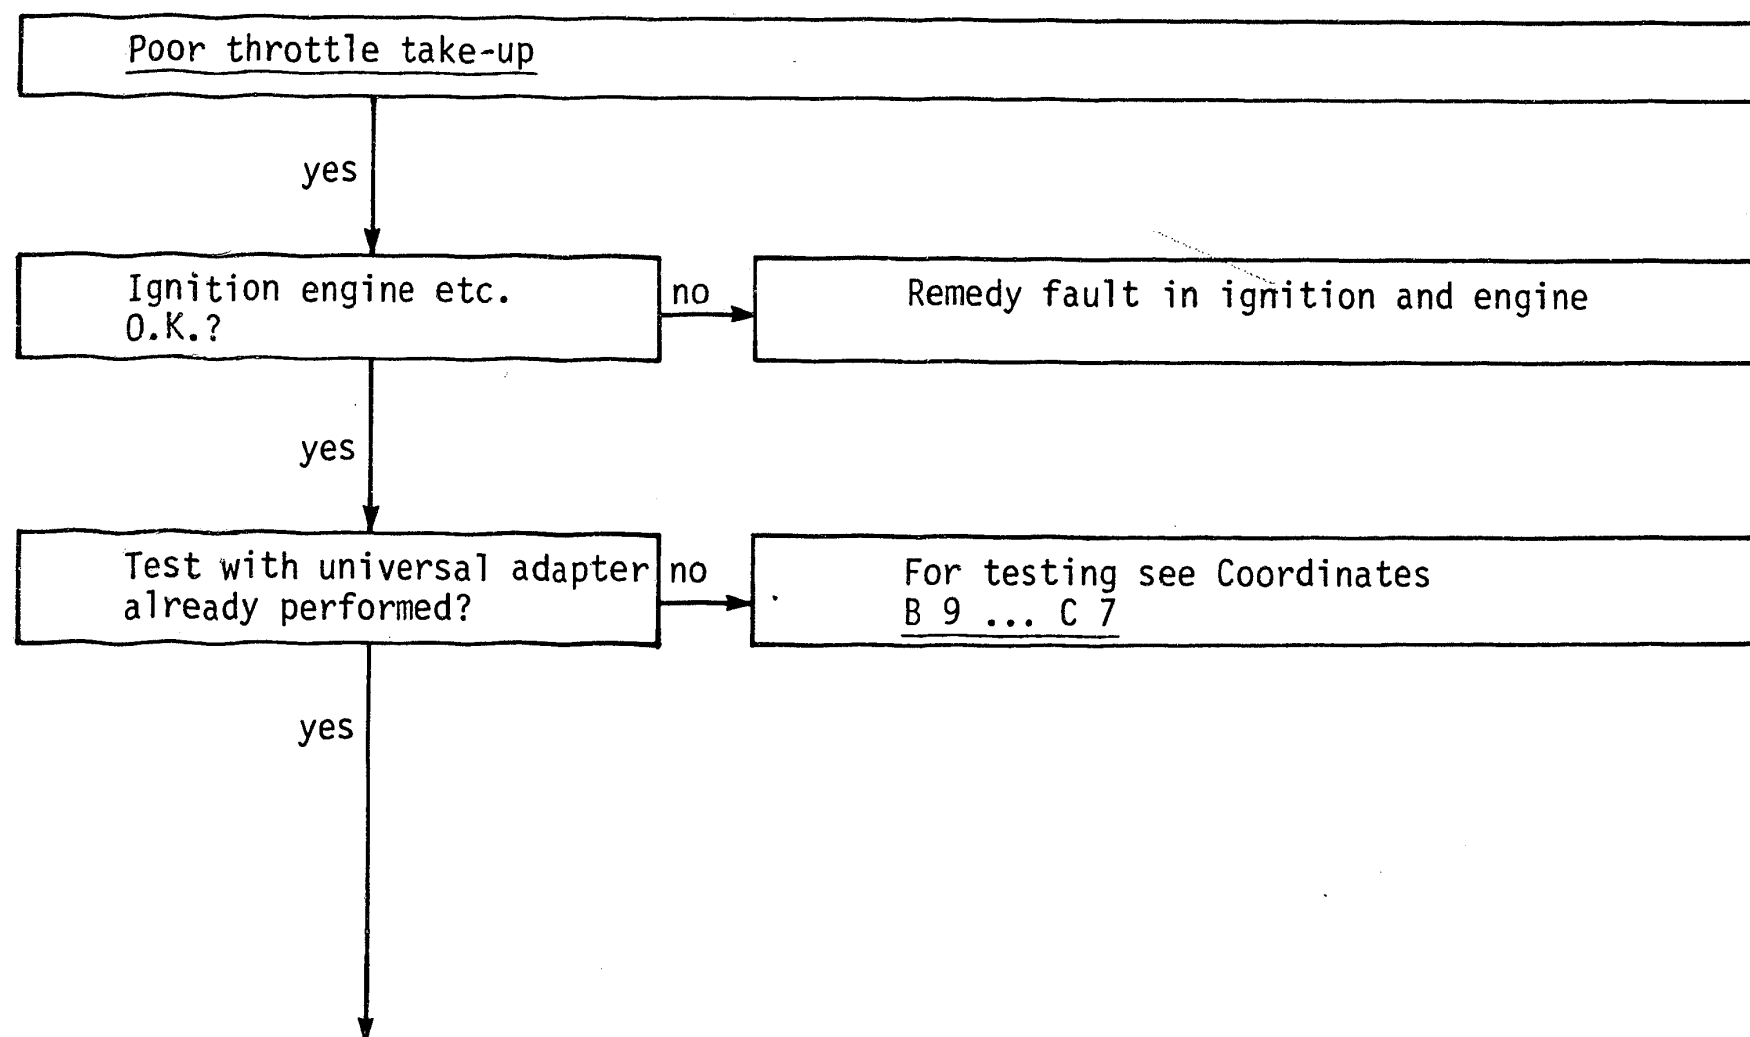 Poor throttle take-up
yes
Ignition engine etc.
O.K.?
no
Remedy fault in ignition and engine
yes
Test with universal adapter
already performed?
no
For testing see Coordinates
B 9 ... C 7
yes